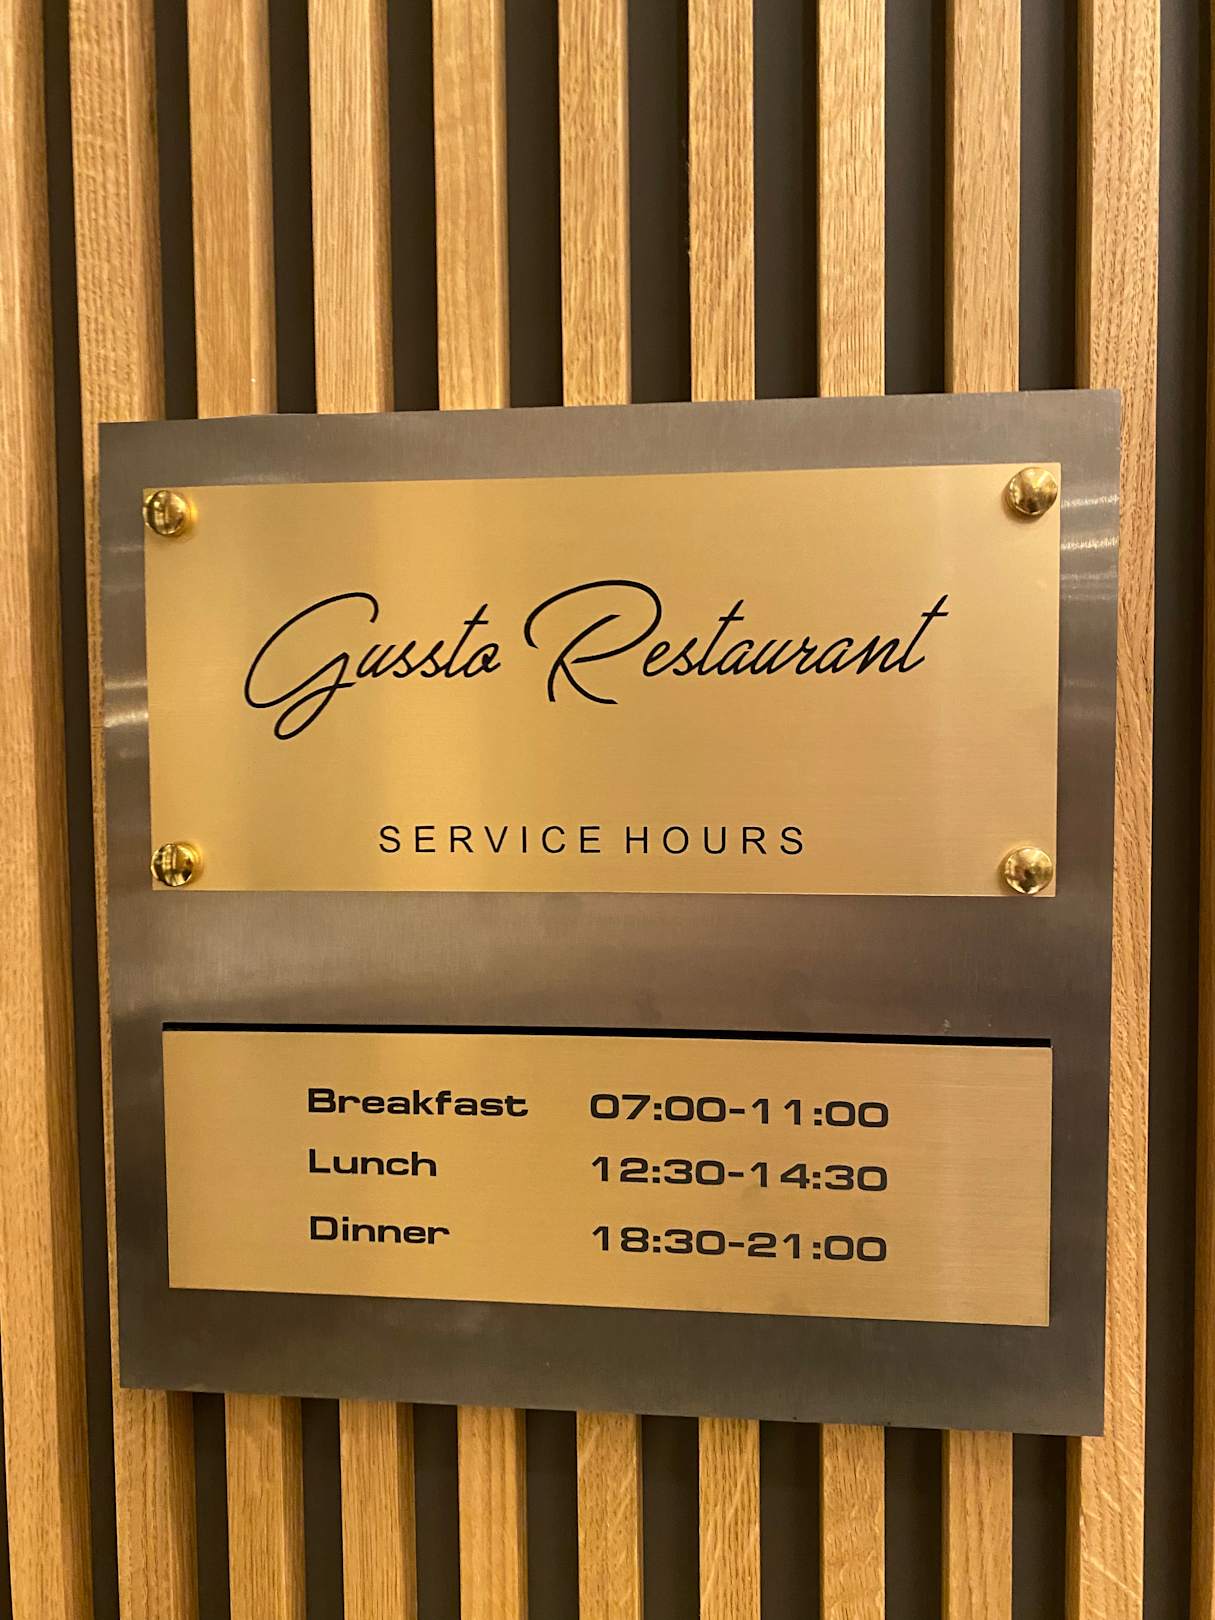 Gussto Restaurant
SERVICE HOURS
Breakfast 07:00-11:00
Lunch 12:30-14:30
Dinner 18:30-21:00